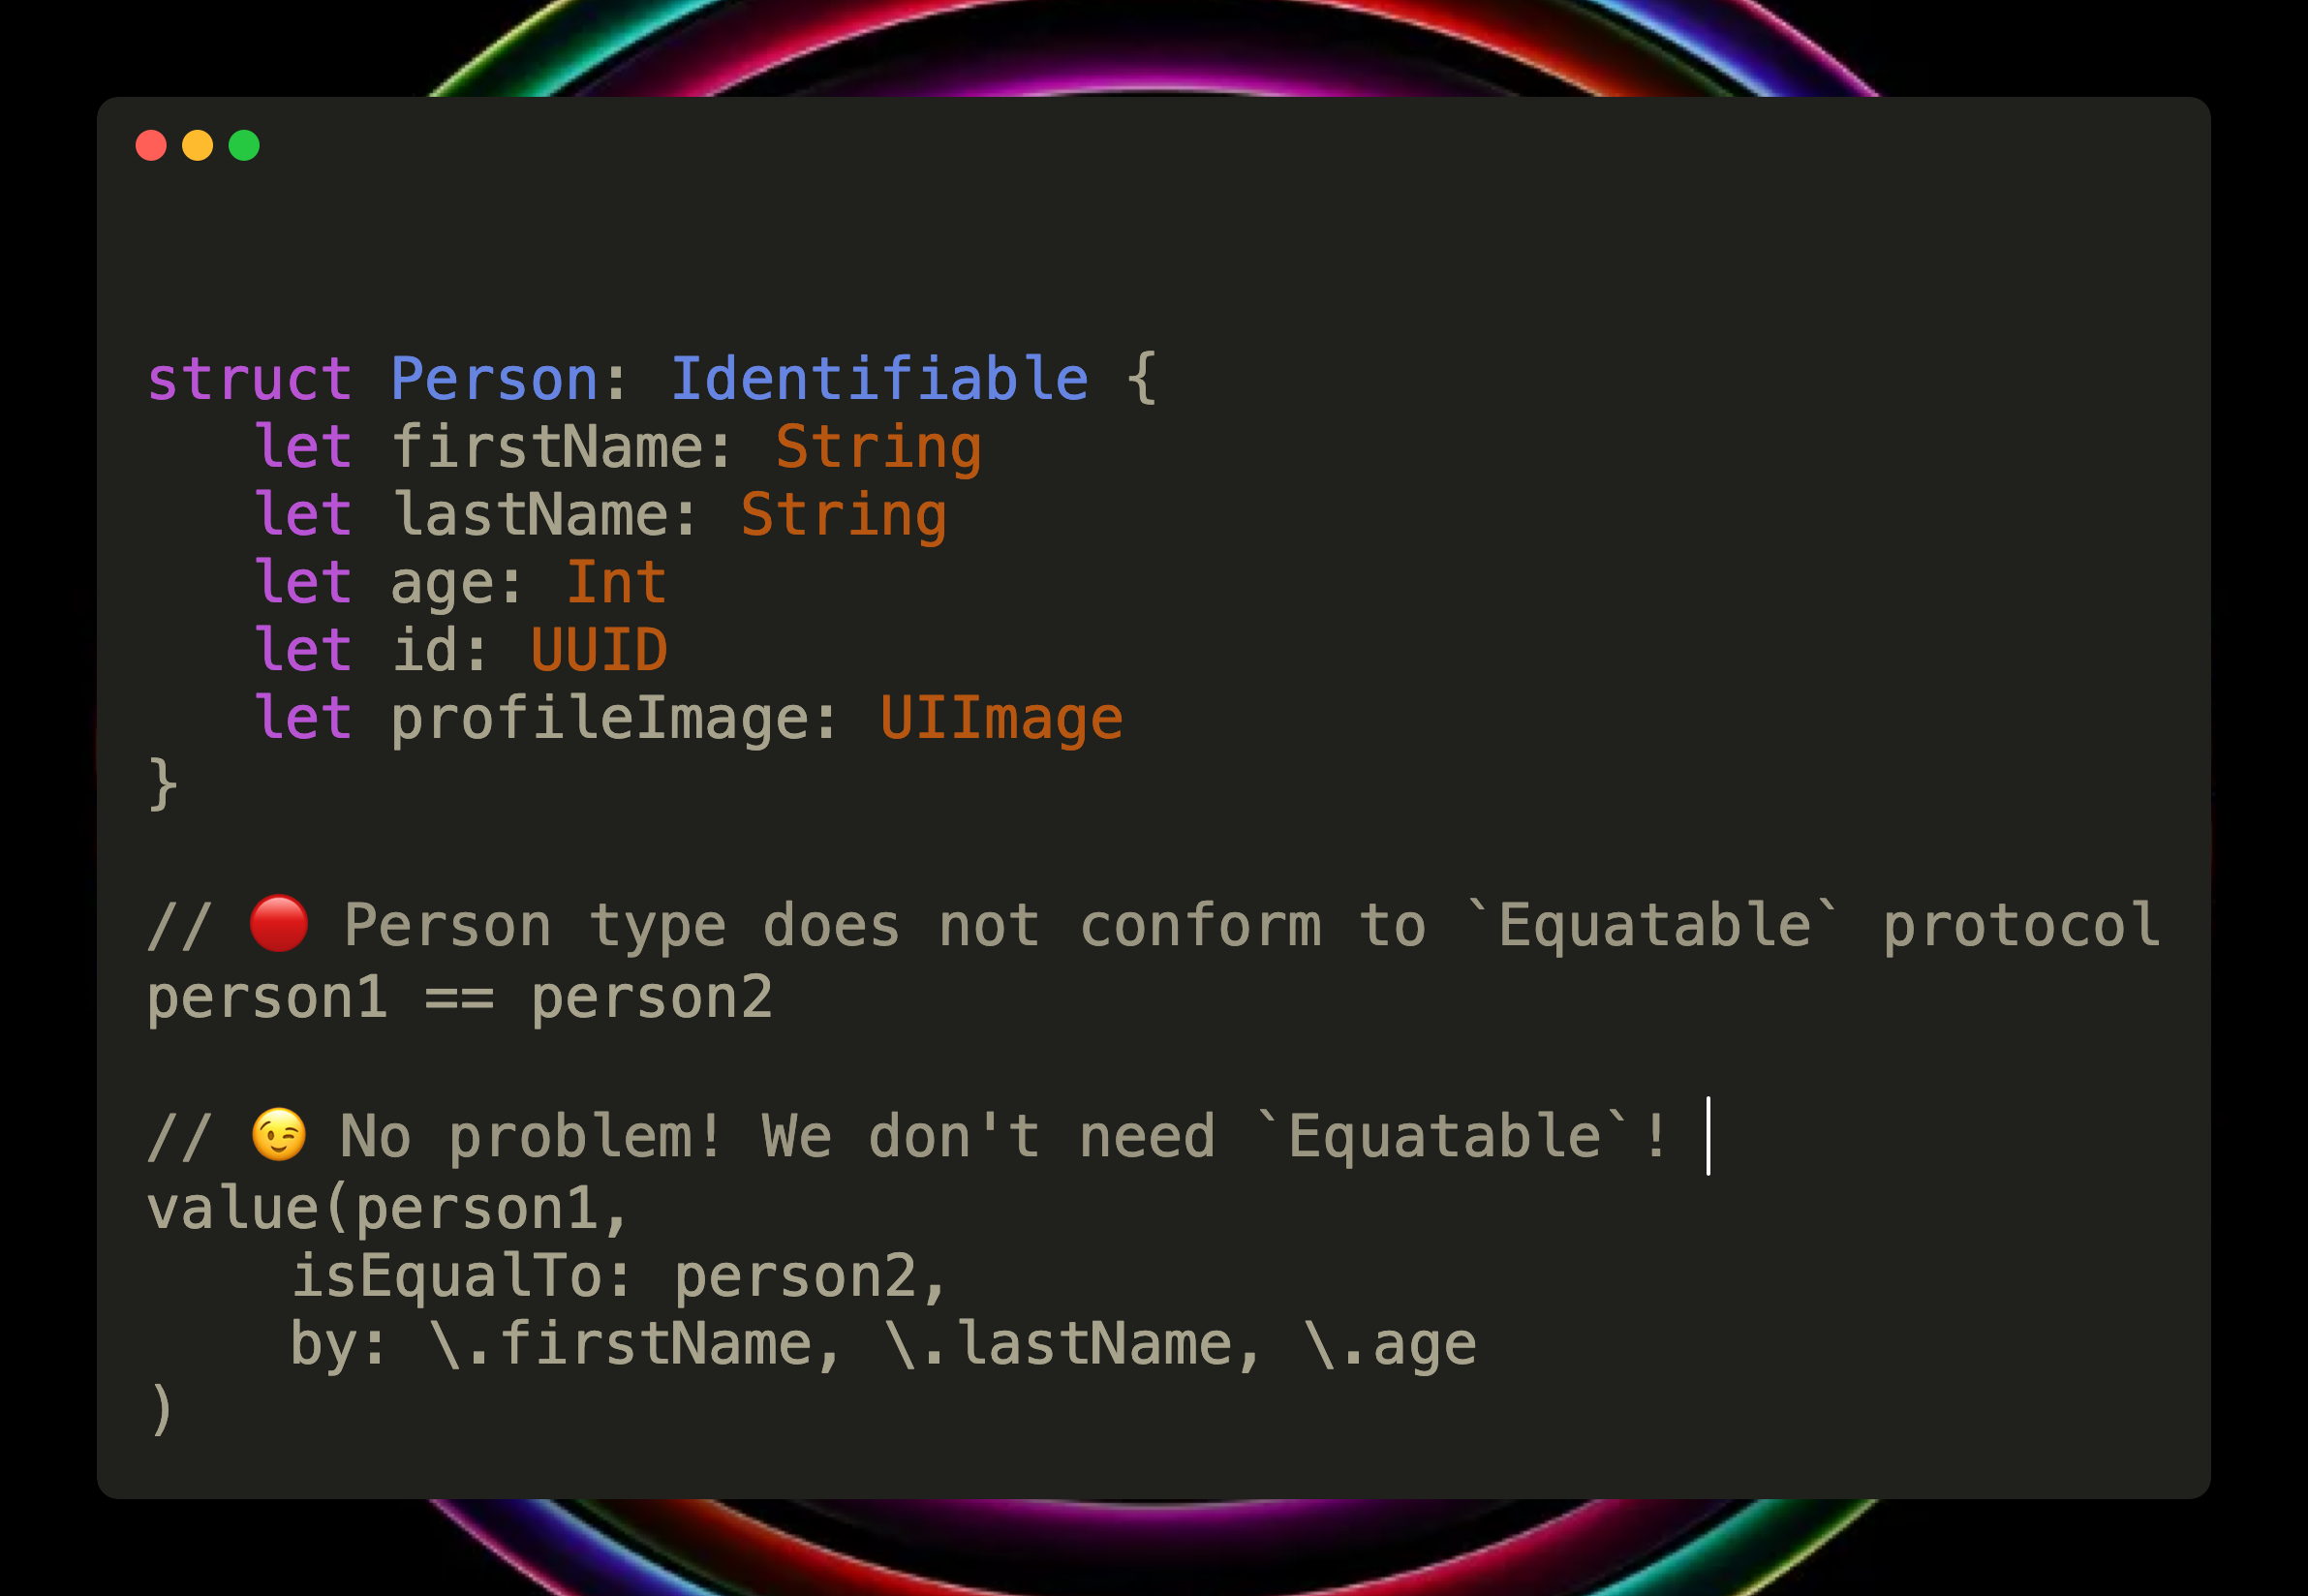 struct Person: Identifiable {
let firstName: String
let lastName: String
let age: Int
let id: UUID
let profileImage: UIImage
}
// 🔴 Person type does not conform to `Equatable` protocol
person1 == person2
// 😉 No problem! We don't need `Equatable`!
value(person1,
isEqualTo: person2,
by: \.firstName, \.lastName, \.age
)